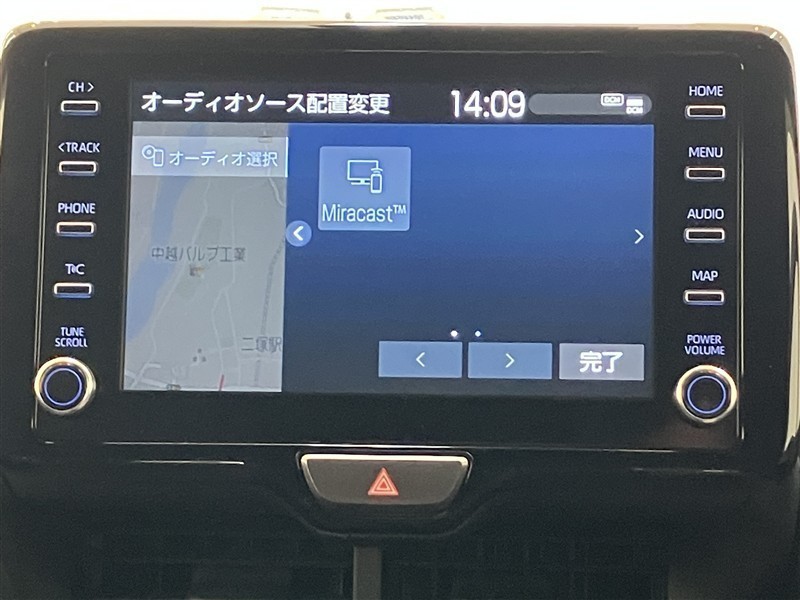 オーディオソース配置変更
14:09
DCM
DCM
オーディオ選択
Miracast™
中越パルプ工業
二塚駅
完了
CH >
<TRACK
PHONE
T@C
TUNE
SCROLL
HOME
MENU
AUDIO
MAP
POWER
VOLUME